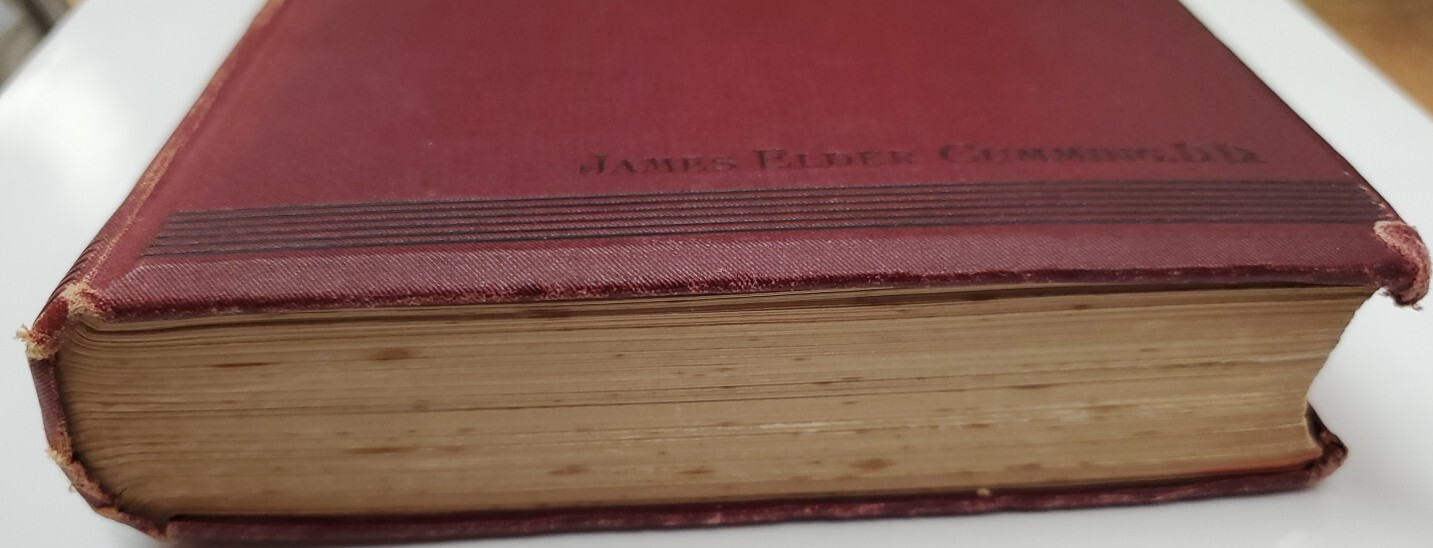 JAMES ELDER CUMMING, D.D.